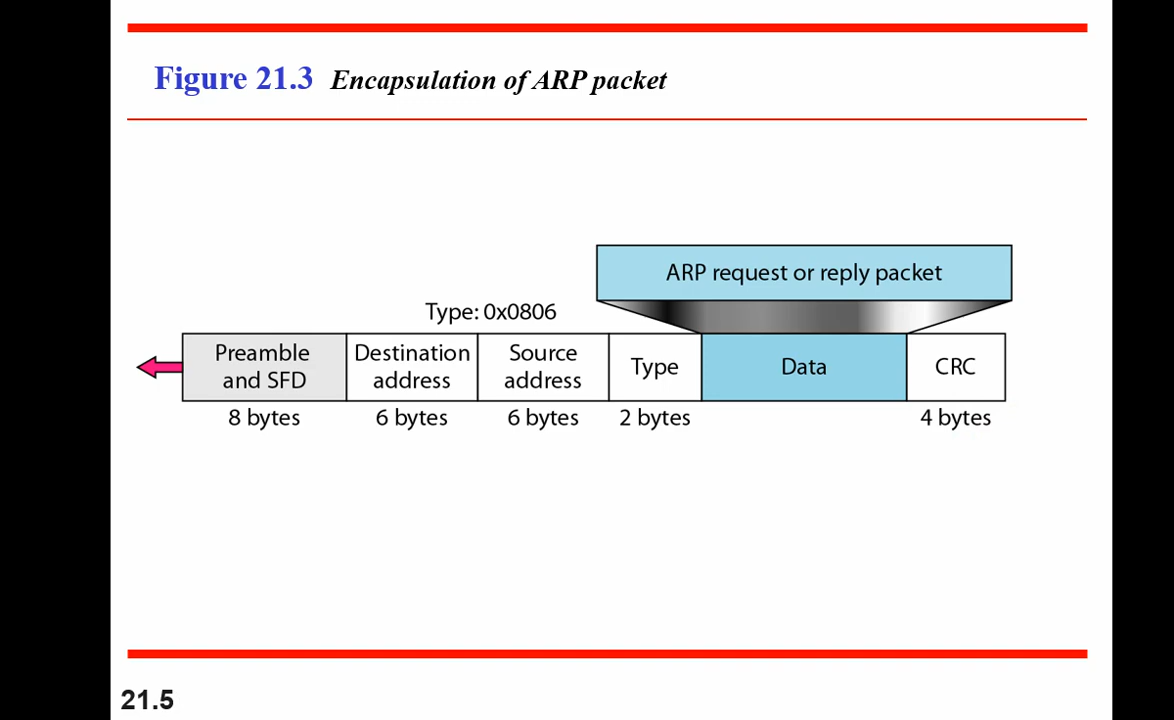 Figure 21.3 Encapsulation of ARP packet
ARP request or reply packet
Type: 0x0806
Preamble and SFD
Destination address
Source address
Type
Data
CRC
8 bytes
6 bytes
6 bytes
2 bytes
4 bytes
21.5